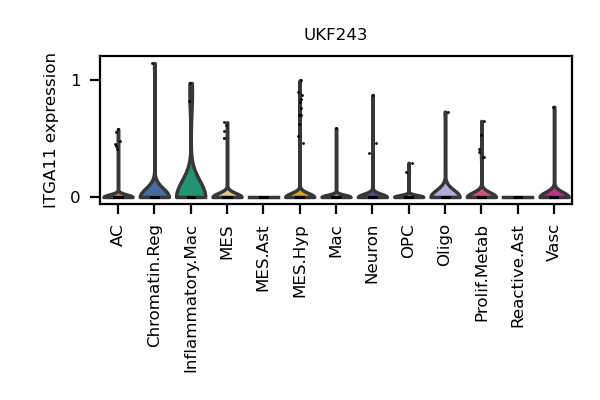 UKF243
ITGA11 expression
1
0
AC
Chromatin.Reg
Inflammatory.Mac
MES
MES.Ast
MES.Hyp
Mac
Neuron
OPC
Oligo
Prolif.Metab
Reactive.Ast
Vasc